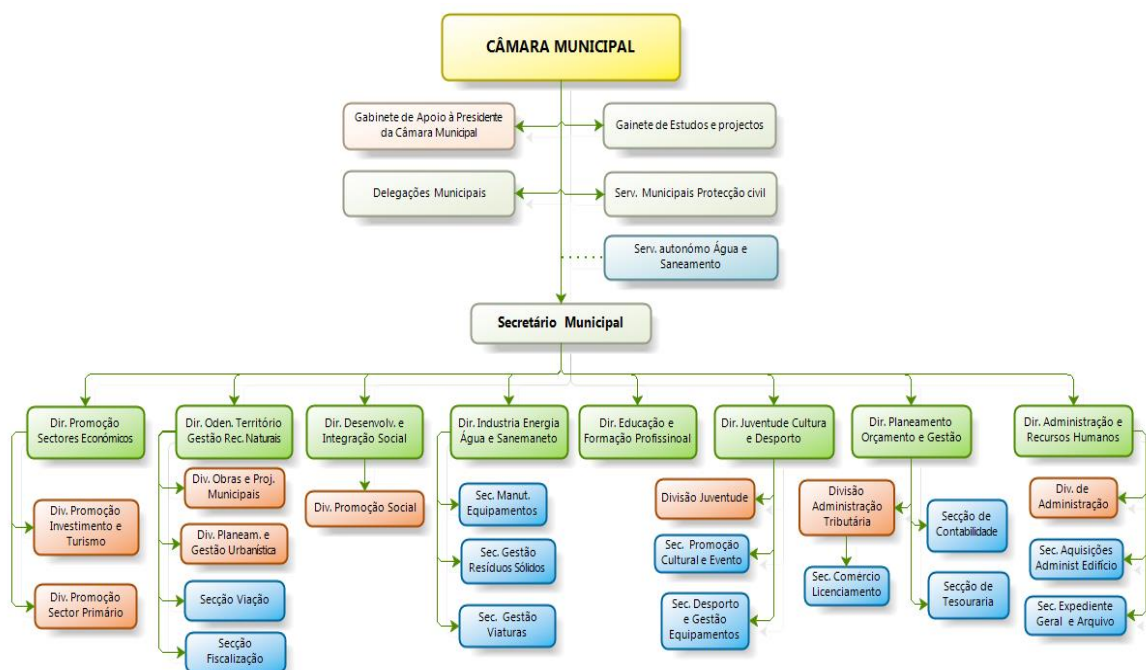 CÂMARA MUNICIPAL
Gabinete de Apoio à Presidente
da Câmara Municipal
Gainete de Estudos e projectos
Delegações Municipais
Serv. Municipais Protecção civil
Serv. autonómo Água e
Saneamento
Secretário Municipal
Dir. Promoção
Sectores Económicos
Dir. Oden. Território
Gestão Rec. Naturais
Dir. Desenvolv. e
Integração Social
Dir. Industria Energia
Água e Sanemaneto
Dir. Educação e
Formação Profissinoal
Dir. Juventude Cultura
e Desporto
Dir. Planeamento
Orçamento e Gestão
Dir. Administração e
Recursos Humanos
Div. Promoção
Investimento e
Turismo
Div. Promoção
Sector Primário
Div. Obras e Proj.
Municipais
Div. Planeam. e
Gestão Urbanística
Secção Viação
Secção
Fiscalização
Div. Promoção Social
Sec. Manut.
Equipamentos
Sec. Gestão
Resíduos Sólidos
Sec. Gestão
Viaturas
Divisão Juventude
Sec. Promoção
Cultural e Evento
Sec. Desporto
e Gestão
Equipamentos
Divisão
Administração
Tributária
Sec. Comércio
Licenciamento
Secção de
Contabilidade
Secção de
Tesouraria
Div. de
Administração
Sec. Aquisições
Administ Edifício
Sec. Expediente
Geral e Arquivo